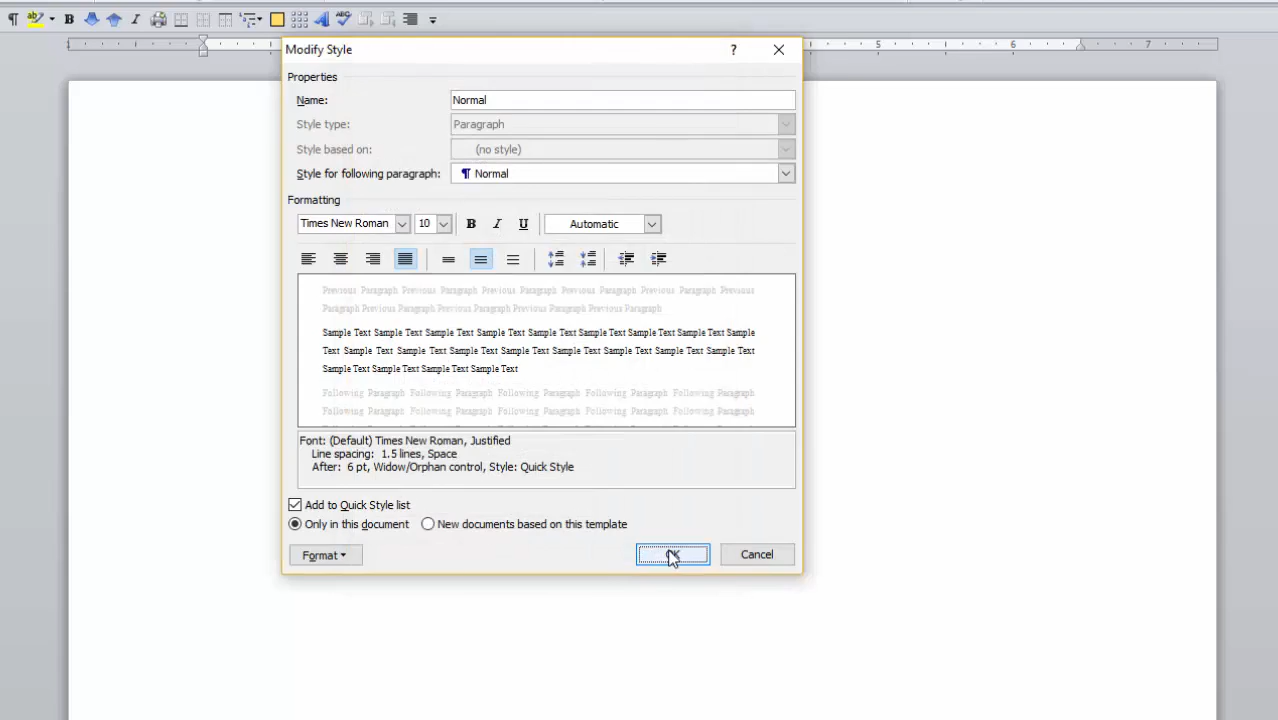 ABC
1 5 6 7
Modify Style ?
Properties
Name: Normal
Style type: Paragraph
Style based on: (no style)
Style for following paragraph: ¶ Normal
Formatting
Times New Roman 10 B I U Automatic
Previous Paragraph Previous Paragraph Previous Paragraph Previous Paragraph Previous
Paragraph Previous Paragraph Previous Paragraph Previous Paragraph Previous Paragraph
Sample Text Sample Text Sample Text Sample Text Sample Text Sample Text Sample Text Sample Text Sample
Text Sample Text Sample Text Sample Text Sample Text Sample Text Sample Text Sample Text
Sample Text Sample Text Sample Text Sample Text
Following Paragraph Following Paragraph Following Paragraph Following Paragraph Following Paragraph
Following Paragraph Following Paragraph Following Paragraph Following Paragraph Following Paragraph
Font: (Default) Times New Roman, Justified
Line spacing: 1.5 lines, Space
After: 6 pt, Widow/Orphan control, Style: Quick Style
Add to Quick Style list
Only in this document New documents based on this template
Format OK Cancel